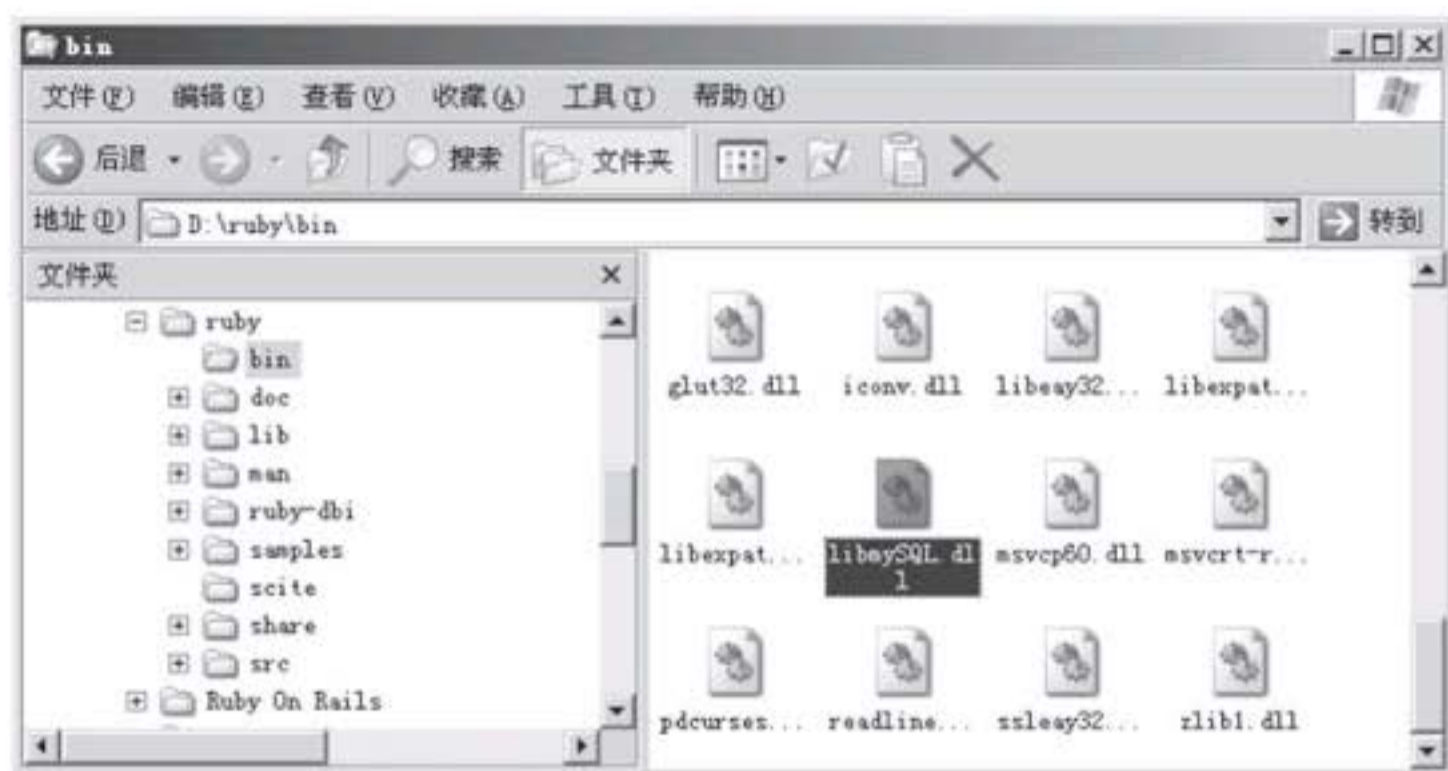 bin
文件(F) 编辑(E) 查看(V) 收藏(A) 工具(T) 帮助(H)
后退 搜索 文件夹
地址(D) D:\ruby\bin 转到
文件夹
ruby
bin
doc
lib
man
ruby-dbi
samples
scite
share
src
Ruby On Rails
glut32.dll iconv.dll libeay32... libexpat...
libexpat... libmySQL.dl
l msvcp60.dll msvcrt-r...
pdcurses... readline... ssleay32... zlib1.dll